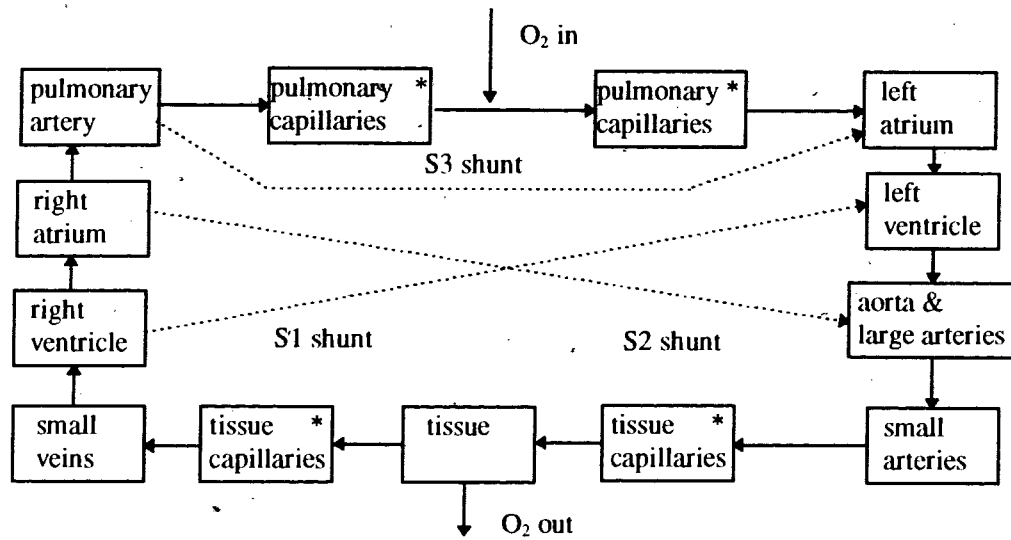 O2 in
pulmonary
artery
pulmonary *
capillaries
pulmonary *
capillaries
left
atrium
S3 shunt
right
atrium
left
ventricle
right
ventricle
S1 shunt
S2 shunt
aorta &
large arteries
small
veins
tissue *
capillaries
tissue
tissue *
capillaries
small
arteries
O2 out